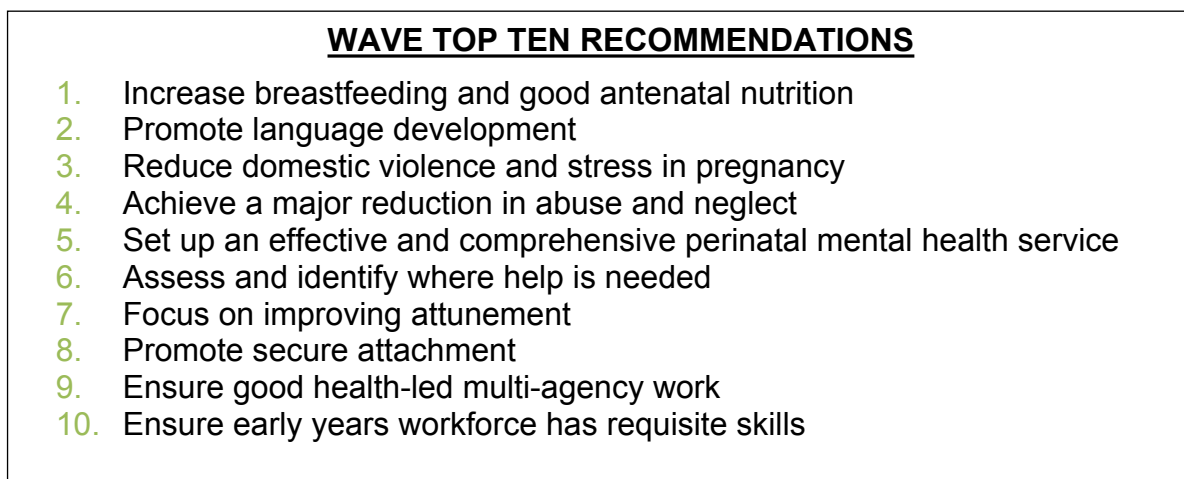 WAVE TOP TEN RECOMMENDATIONS
1. Increase breastfeeding and good antenatal nutrition
2. Promote language development
3. Reduce domestic violence and stress in pregnancy
4. Achieve a major reduction in abuse and neglect
5. Set up an effective and comprehensive perinatal mental health service
6. Assess and identify where help is needed
7. Focus on improving attunement
8. Promote secure attachment
9. Ensure good health-led multi-agency work
10. Ensure early years workforce has requisite skills